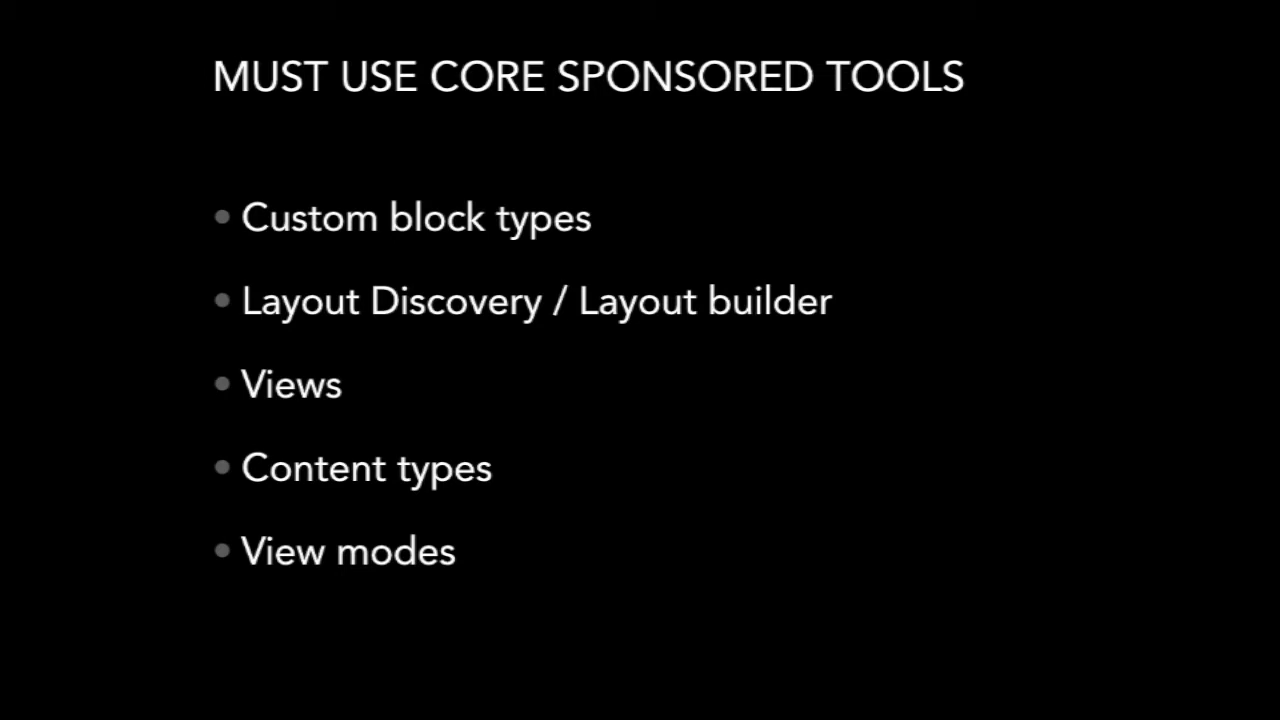 MUST USE CORE SPONSORED TOOLS
• Custom block types
• Layout Discovery / Layout builder
• Views
• Content types
• View modes